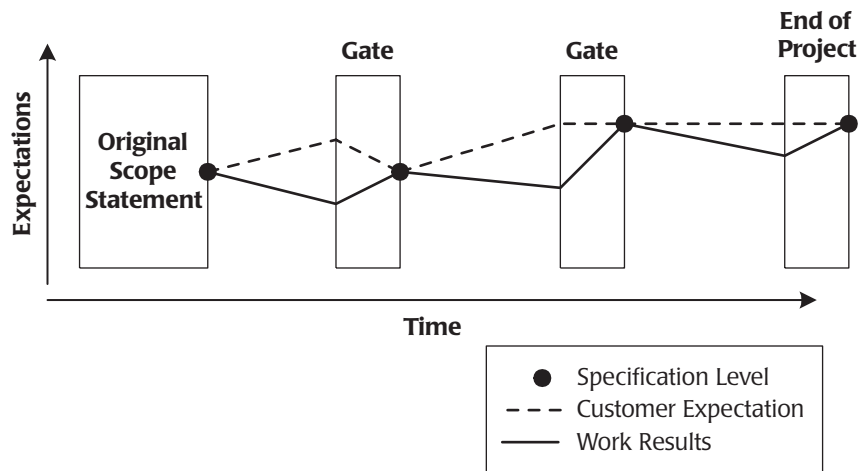 End of
Project
Gate
Gate
Expectations
Original
Scope
Statement
Time
Specification Level
Customer Expectation
Work Results